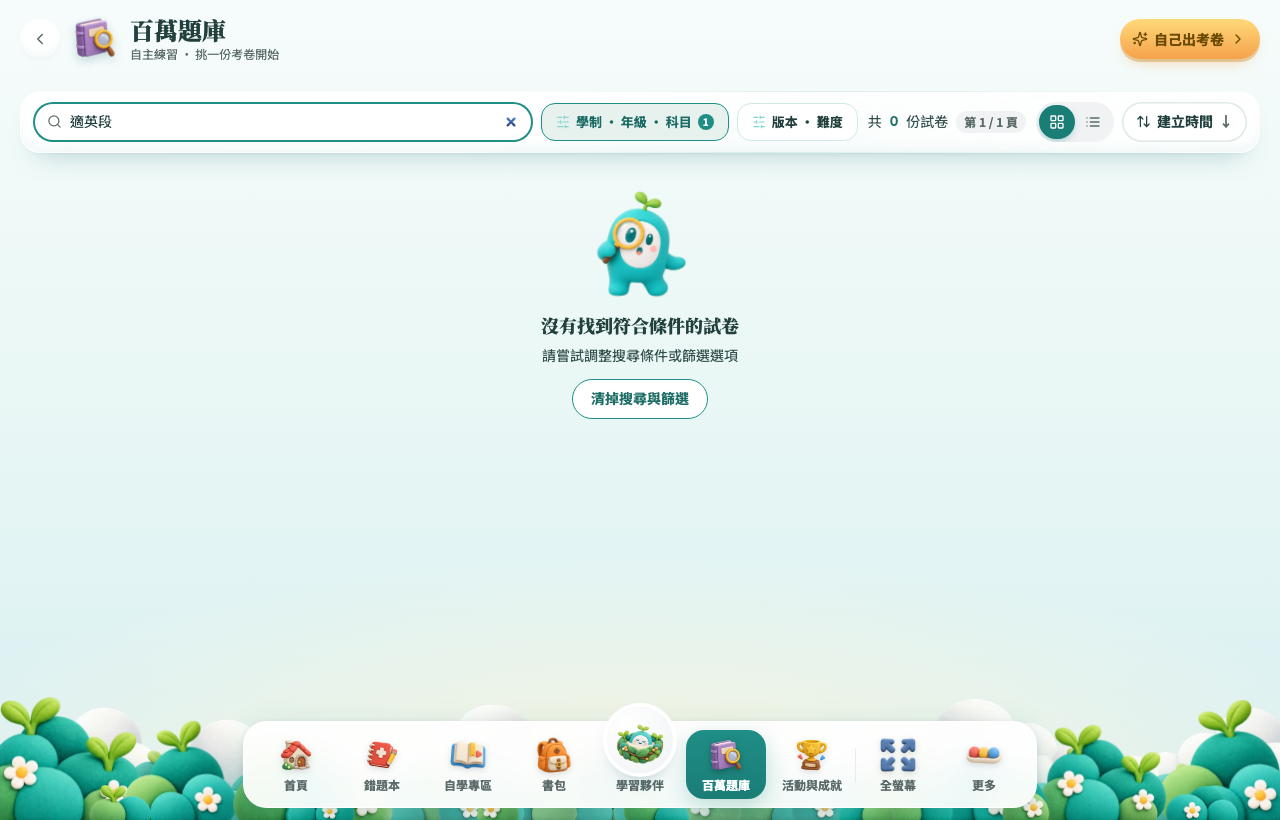 百萬題庫
自主練習 · 挑一份考卷開始
自己出考卷
適英段
學制 · 年級 · 科目 1
版本 · 難度
共 0 份試卷
第 1 / 1 頁
建立時間
沒有找到符合條件的試卷
請嘗試調整搜尋條件或篩選選項
清掉搜尋與篩選
首頁
錯題本
自學專區
書包
學習夥伴
百萬題庫
活動與成就
全螢幕
更多